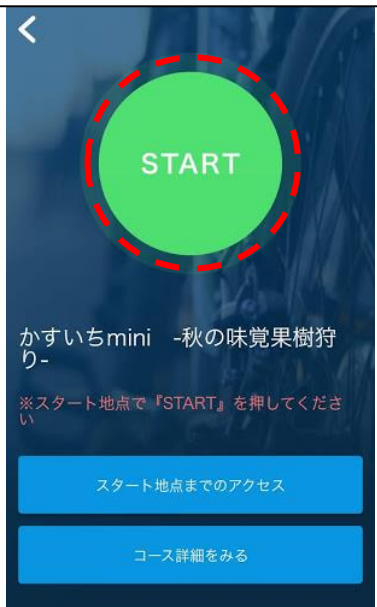 START
かすいちmini　-秋の味覚果樹狩
り-
※スタート地点で『START』を押してくださ
い
スタート地点までのアクセス
コース詳細をみる